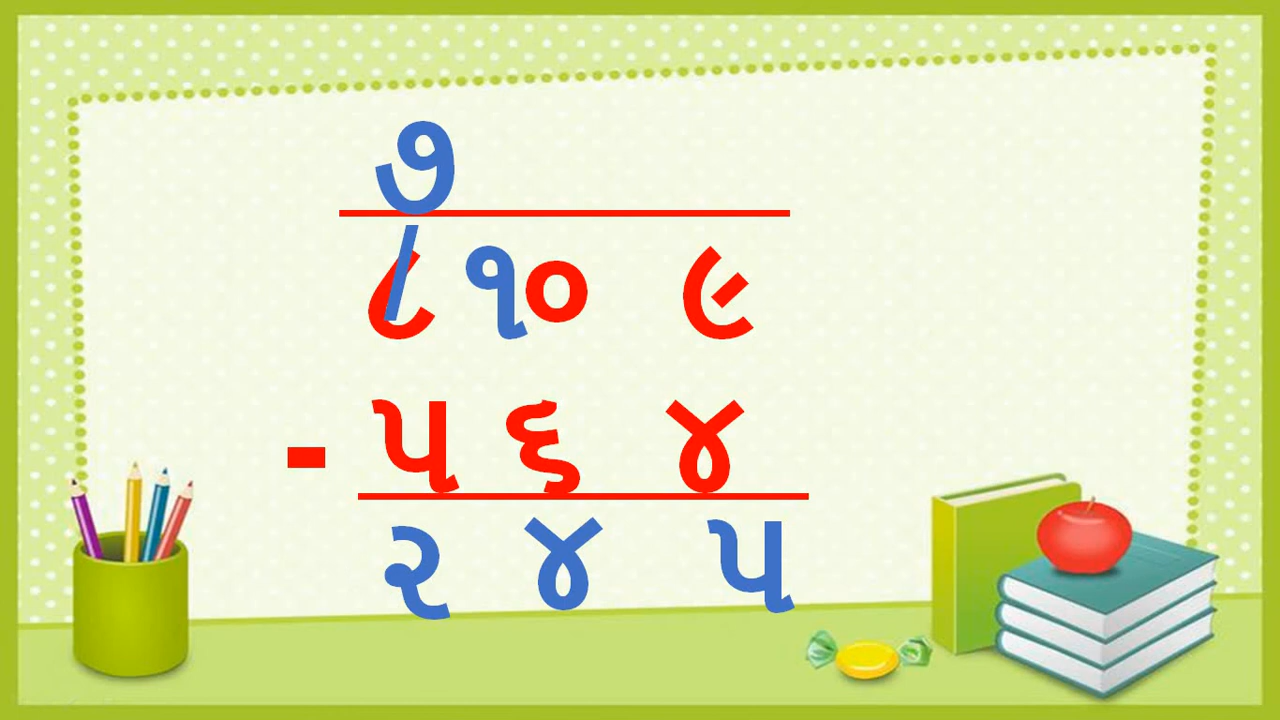 ૭
૮ ૧૦ ૯
- ૫ ૬ ૪
૨ ૪ ૫